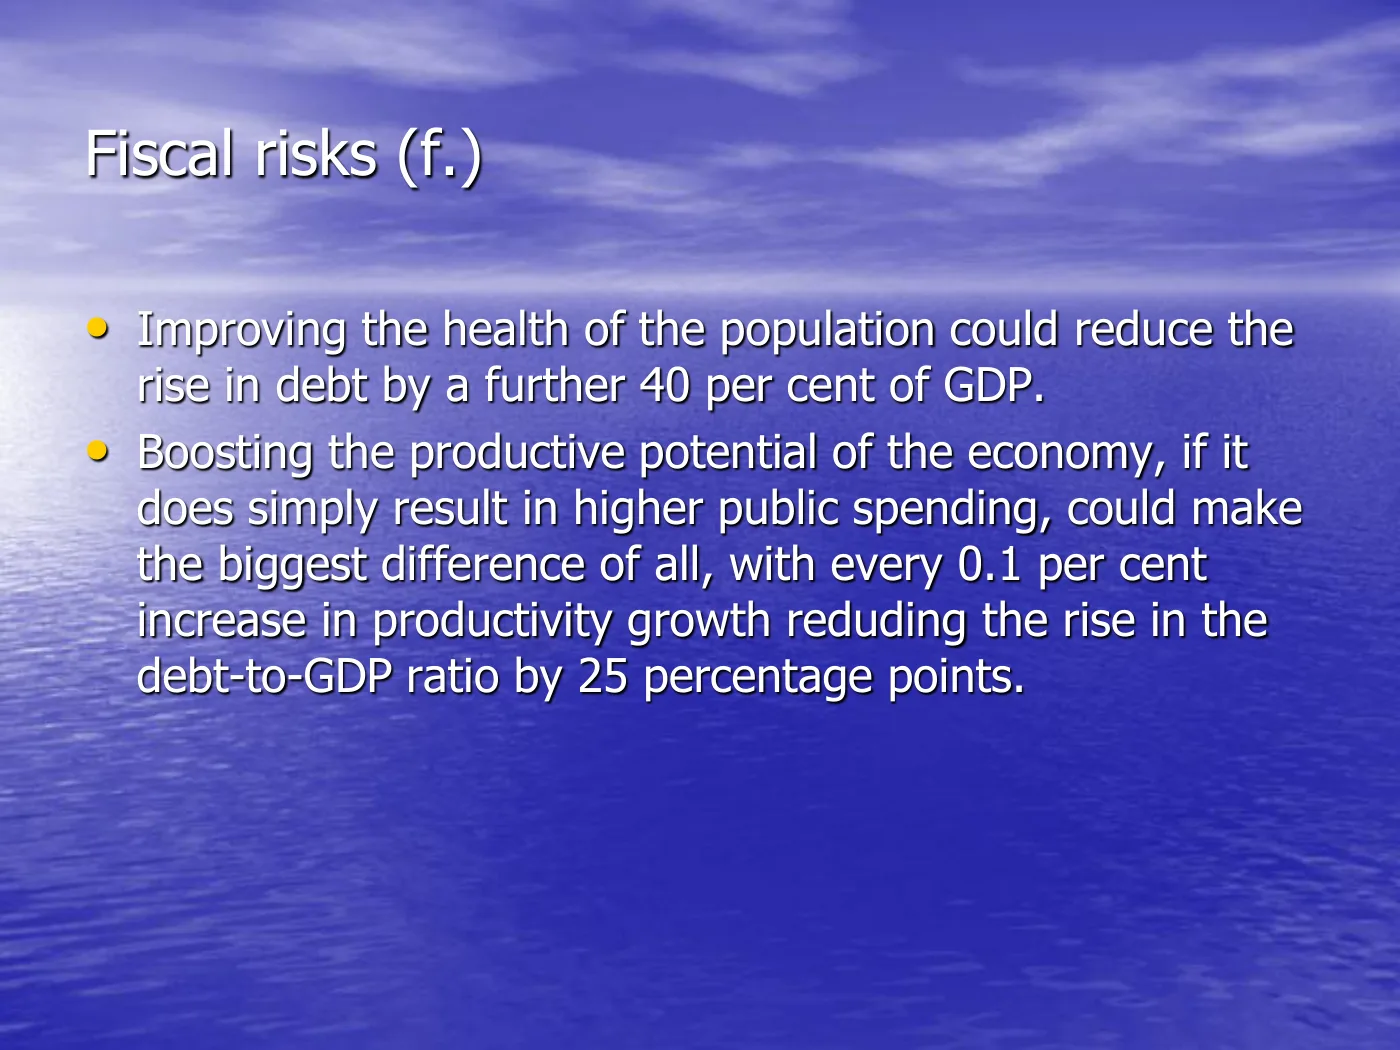 Fiscal risks (f.)
• Improving the health of the population could reduce the
rise in debt by a further 40 per cent of GDP.
• Boosting the productive potential of the economy, if it
does simply result in higher public spending, could make
the biggest difference of all, with every 0.1 per cent
increase in productivity growth reduding the rise in the
debt-to-GDP ratio by 25 percentage points.